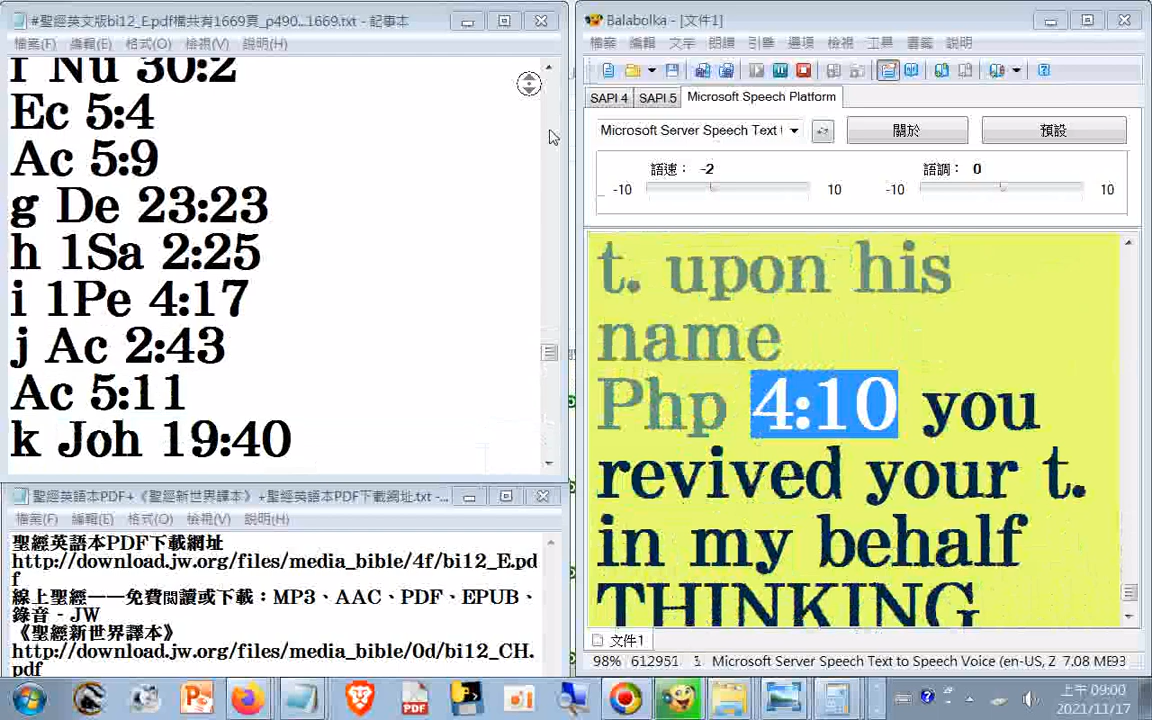 #聖經英文版bi12_E.pdf檔共有1669頁_p490...1669.txt - 記事本
檔案(F) 編輯(E) 格式(O) 檢視(V) 說明(H)
f Nu 30:2
Ec 5:4
Ac 5:9
g De 23:23
h 1Sa 2:25
i 1Pe 4:17
j Ac 2:43
Ac 5:11
k Joh 19:40
聖經英語本PDF+《聖經新世界譯本》+聖經英語本PDF下載網址.txt -...
檔案(F) 編輯(E) 格式(O) 檢視(V) 說明(H)
聖經英語本PDF下載網址
http://download.jw.org/files/media_bible/4f/bi12_E.pd
f
線上聖經——免費閱讀或下載：MP3、AAC、PDF、EPUB、
錄音 - JW
《聖經新世界譯本》
http://download.jw.org/files/media_bible/0d/bi12_CH.
pdf
Balabolka - [文件1]
檔案 編輯 文字 朗讀 引擎 選項 檢視 工具 書籤 說明
SAPI 4 SAPI 5 Microsoft Speech Platform
Microsoft Server Speech Text 關於 預設
語速： -2 語調： 0
-10 10 -10 10
t. upon his
name
Php 4:10 you
revived your t.
in my behalf
THINKING
文件1
98% 612951 Microsoft Server Speech Text to Speech Voice (en-US, Z 7.08 ME93
PDF
上午 09:00
2021/11/17